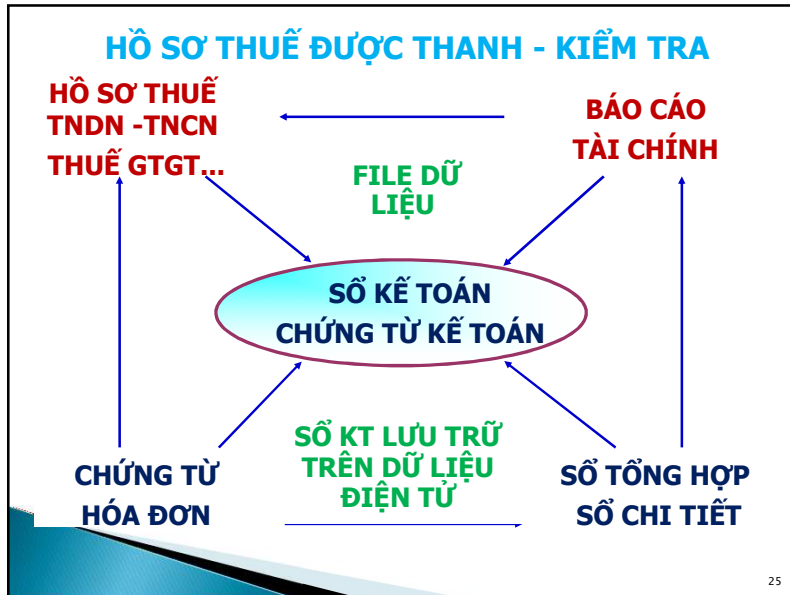 HỒ SƠ THUẾ ĐƯỢC THANH - KIỂM TRA
HỒ SƠ THUẾ
TNDN -TNCN
THUẾ GTGT...
BÁO CÁO
TÀI CHÍNH
FILE DỮ
LIỆU
SỔ KẾ TOÁN
CHỨNG TỪ KẾ TOÁN
SỔ KT LƯU TRỮ
TRÊN DỮ LIỆU
ĐIỆN TỬ
CHỨNG TỪ
HÓA ĐƠN
SỔ TỔNG HỢP
SỔ CHI TIẾT
25